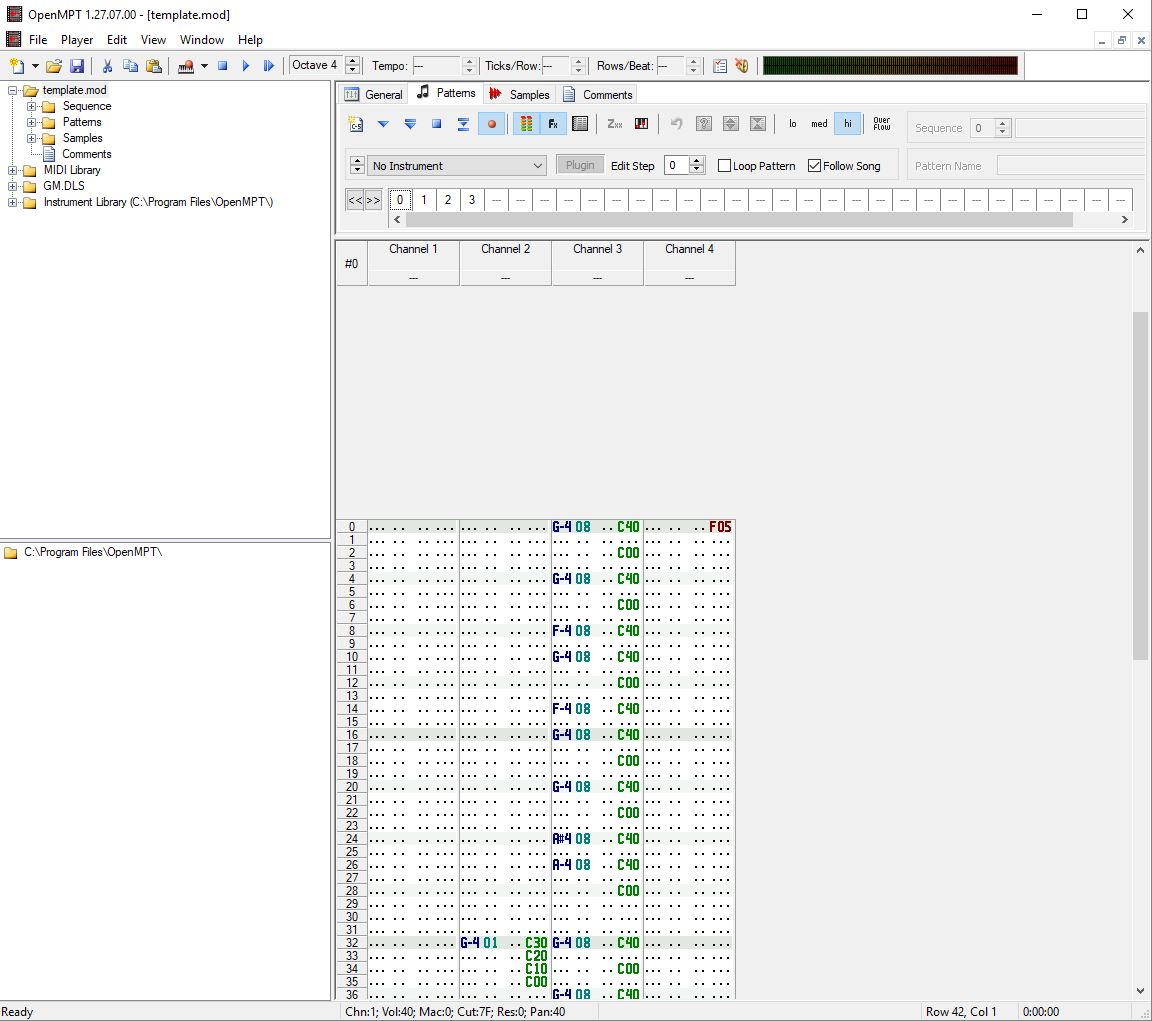 OpenMPT 1.27.07.00 - [template.mod]
File Player Edit View Window Help
Octave 4 Tempo: --- Ticks/Row: --- Rows/Beat: ---
template.mod
Sequence
Patterns
Samples
Comments
MIDI Library
GM.DLS
Instrument Library (C:\Program Files\OpenMPT\)
C:\Program Files\OpenMPT\
General Patterns Samples Comments
C-5 Fx Zxx lo med hi Over Flow Sequence 0
No Instrument Plugin Edit Step 0 Loop Pattern Follow Song Pattern Name
<< >> 0 1 2 3 --- --- --- --- --- --- --- --- --- --- --- --- --- --- --- --- --- --- --- --- --- --- ---
#0 Channel 1 Channel 2 Channel 3 Channel 4
--- --- --- ---
0 ... .. .. ... ... .. .. ... G-4 08 .. C40 ... .. .. F05
1 ... .. .. ... ... .. .. ... ... .. .. ... ... .. .. ...
2 ... .. .. ... ... .. .. ... ... .. .. C00 ... .. .. ...
3 ... .. .. ... ... .. .. ... ... .. .. ... ... .. .. ...
4 ... .. .. ... ... .. .. ... G-4 08 .. C40 ... .. .. ...
5 ... .. .. ... ... .. .. ... ... .. .. ... ... .. .. ...
6 ... .. .. ... ... .. .. ... ... .. .. C00 ... .. .. ...
7 ... .. .. ... ... .. .. ... ... .. .. ... ... .. .. ...
8 ... .. .. ... ... .. .. ... F-4 08 .. C40 ... .. .. ...
9 ... .. .. ... ... .. .. ... ... .. .. ... ... .. .. ...
10 ... .. .. ... ... .. .. ... G-4 08 .. C40 ... .. .. ...
11 ... .. .. ... ... .. .. ... ... .. .. ... ... .. .. ...
12 ... .. .. ... ... .. .. ... ... .. .. C00 ... .. .. ...
13 ... .. .. ... ... .. .. ... ... .. .. ... ... .. .. ...
14 ... .. .. ... ... .. .. ... F-4 08 .. C40 ... .. .. ...
15 ... .. .. ... ... .. .. ... ... .. .. ... ... .. .. ...
16 ... .. .. ... ... .. .. ... G-4 08 .. C40 ... .. .. ...
17 ... .. .. ... ... .. .. ... ... .. .. ... ... .. .. ...
18 ... .. .. ... ... .. .. ... ... .. .. C00 ... .. .. ...
19 ... .. .. ... ... .. .. ... ... .. .. ... ... .. .. ...
20 ... .. .. ... ... .. .. ... G-4 08 .. C40 ... .. .. ...
21 ... .. .. ... ... .. .. ... ... .. .. ... ... .. .. ...
22 ... .. .. ... ... .. .. ... ... .. .. C00 ... .. .. ...
23 ... .. .. ... ... .. .. ... ... .. .. ... ... .. .. ...
24 ... .. .. ... ... .. .. ... A#4 08 .. C40 ... .. .. ...
25 ... .. .. ... ... .. .. ... ... .. .. ... ... .. .. ...
26 ... .. .. ... ... .. .. ... A-4 08 .. C40 ... .. .. ...
27 ... .. .. ... ... .. .. ... ... .. .. ... ... .. .. ...
28 ... .. .. ... ... .. .. ... ... .. .. C00 ... .. .. ...
29 ... .. .. ... ... .. .. ... ... .. .. ... ... .. .. ...
30 ... .. .. ... ... .. .. ... ... .. .. ... ... .. .. ...
31 ... .. .. ... ... .. .. ... ... .. .. ... ... .. .. ...
32 ... .. .. ... G-4 01 .. C30 G-4 08 .. C40 ... .. .. ...
33 ... .. .. ... ... .. .. C20 ... .. .. ... ... .. .. ...
34 ... .. .. ... ... .. .. C10 ... .. .. C00 ... .. .. ...
35 ... .. .. ... ... .. .. C00 ... .. .. ... ... .. .. ...
36 ... .. .. ... ... .. .. ... G-4 08 .. C40 ... .. .. ...
Ready Chn:1; Vol:40; Mac:0; Cut:7F; Res:0; Pan:40 Row 42, Col 1 0:00:00